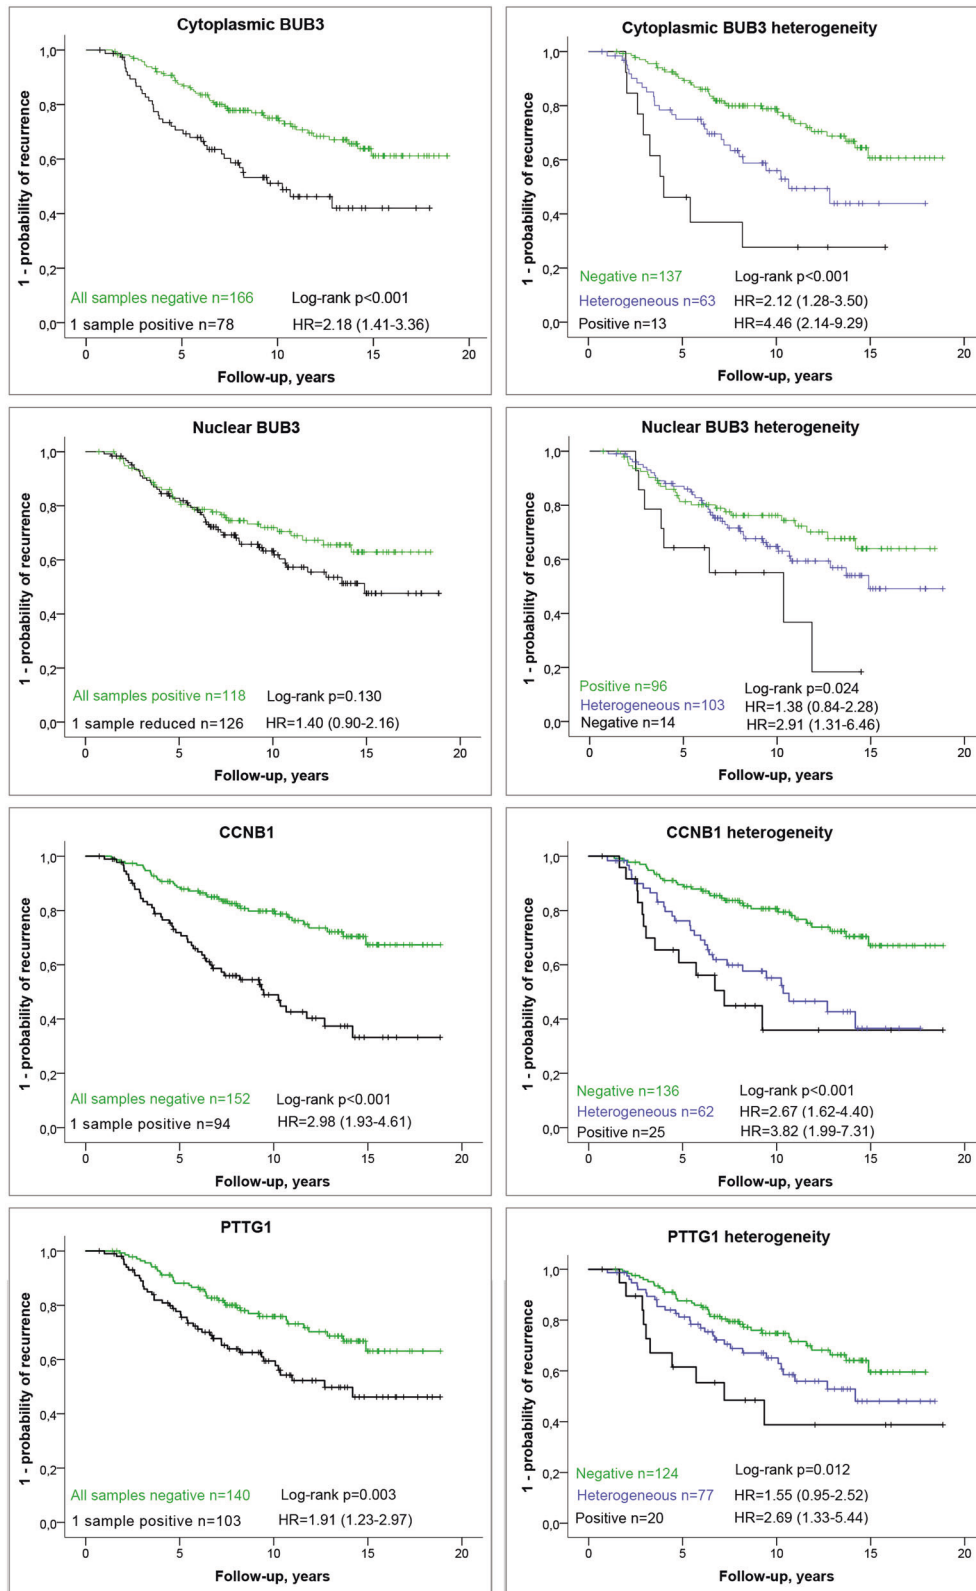 Cytoplasmic BUB3
1 - probability of recurrence
1,0
0,8
0,6
0,4
0,2
0,0
All samples negative n=166 Log-rank p<0.001
1 sample positive n=78 HR=2.18 (1.41-3.36)
0 5 10 15 20
Follow-up, years
Cytoplasmic BUB3 heterogeneity
1 - probability of recurrence
1,0
0,8
0,6
0,4
0,2
0,0
Negative n=137 Log-rank p<0.001
Heterogeneous n=63 HR=2.12 (1.28-3.50)
Positive n=13 HR=4.46 (2.14-9.29)
0 5 10 15 20
Follow-up, years
Nuclear BUB3
1 - probability of recurrence
1,0
0,8
0,6
0,4
0,2
0,0
All samples positive n=118 Log-rank p=0.130
1 sample reduced n=126 HR=1.40 (0.90-2.16)
0 5 10 15 20
Follow-up, years
Nuclear BUB3 heterogeneity
1 - probability of recurrence
1,0
0,8
0,6
0,4
0,2
0,0
Positive n=96 Log-rank p=0.024
Heterogeneous n=103 HR=1.38 (0.84-2.28)
Negative n=14 HR=2.91 (1.31-6.46)
0 5 10 15 20
Follow-up, years
CCNB1
1 - probability of recurrence
1,0
0,8
0,6
0,4
0,2
0,0
All samples negative n=152 Log-rank p<0.001
1 sample positive n=94 HR=2.98 (1.93-4.61)
0 5 10 15 20
Follow-up, years
CCNB1 heterogeneity
1 - probability of recurrence
1,0
0,8
0,6
0,4
0,2
0,0
Negative n=136 Log-rank p<0.001
Heterogeneous n=62 HR=2.67 (1.62-4.40)
Positive n=25 HR=3.82 (1.99-7.31)
0 5 10 15 20
Follow-up, years
PTTG1
1 - probability of recurrence
1,0
0,8
0,6
0,4
0,2
0,0
All samples negative n=140 Log-rank p=0.003
1 sample positive n=103 HR=1.91 (1.23-2.97)
0 5 10 15 20
Follow-up, years
PTTG1 heterogeneity
1 - probability of recurrence
1,0
0,8
0,6
0,4
0,2
0,0
Negative n=124 Log-rank p=0.012
Heterogeneous n=77 HR=1.55 (0.95-2.52)
Positive n=20 HR=2.69 (1.33-5.44)
0 5 10 15 20
Follow-up, years